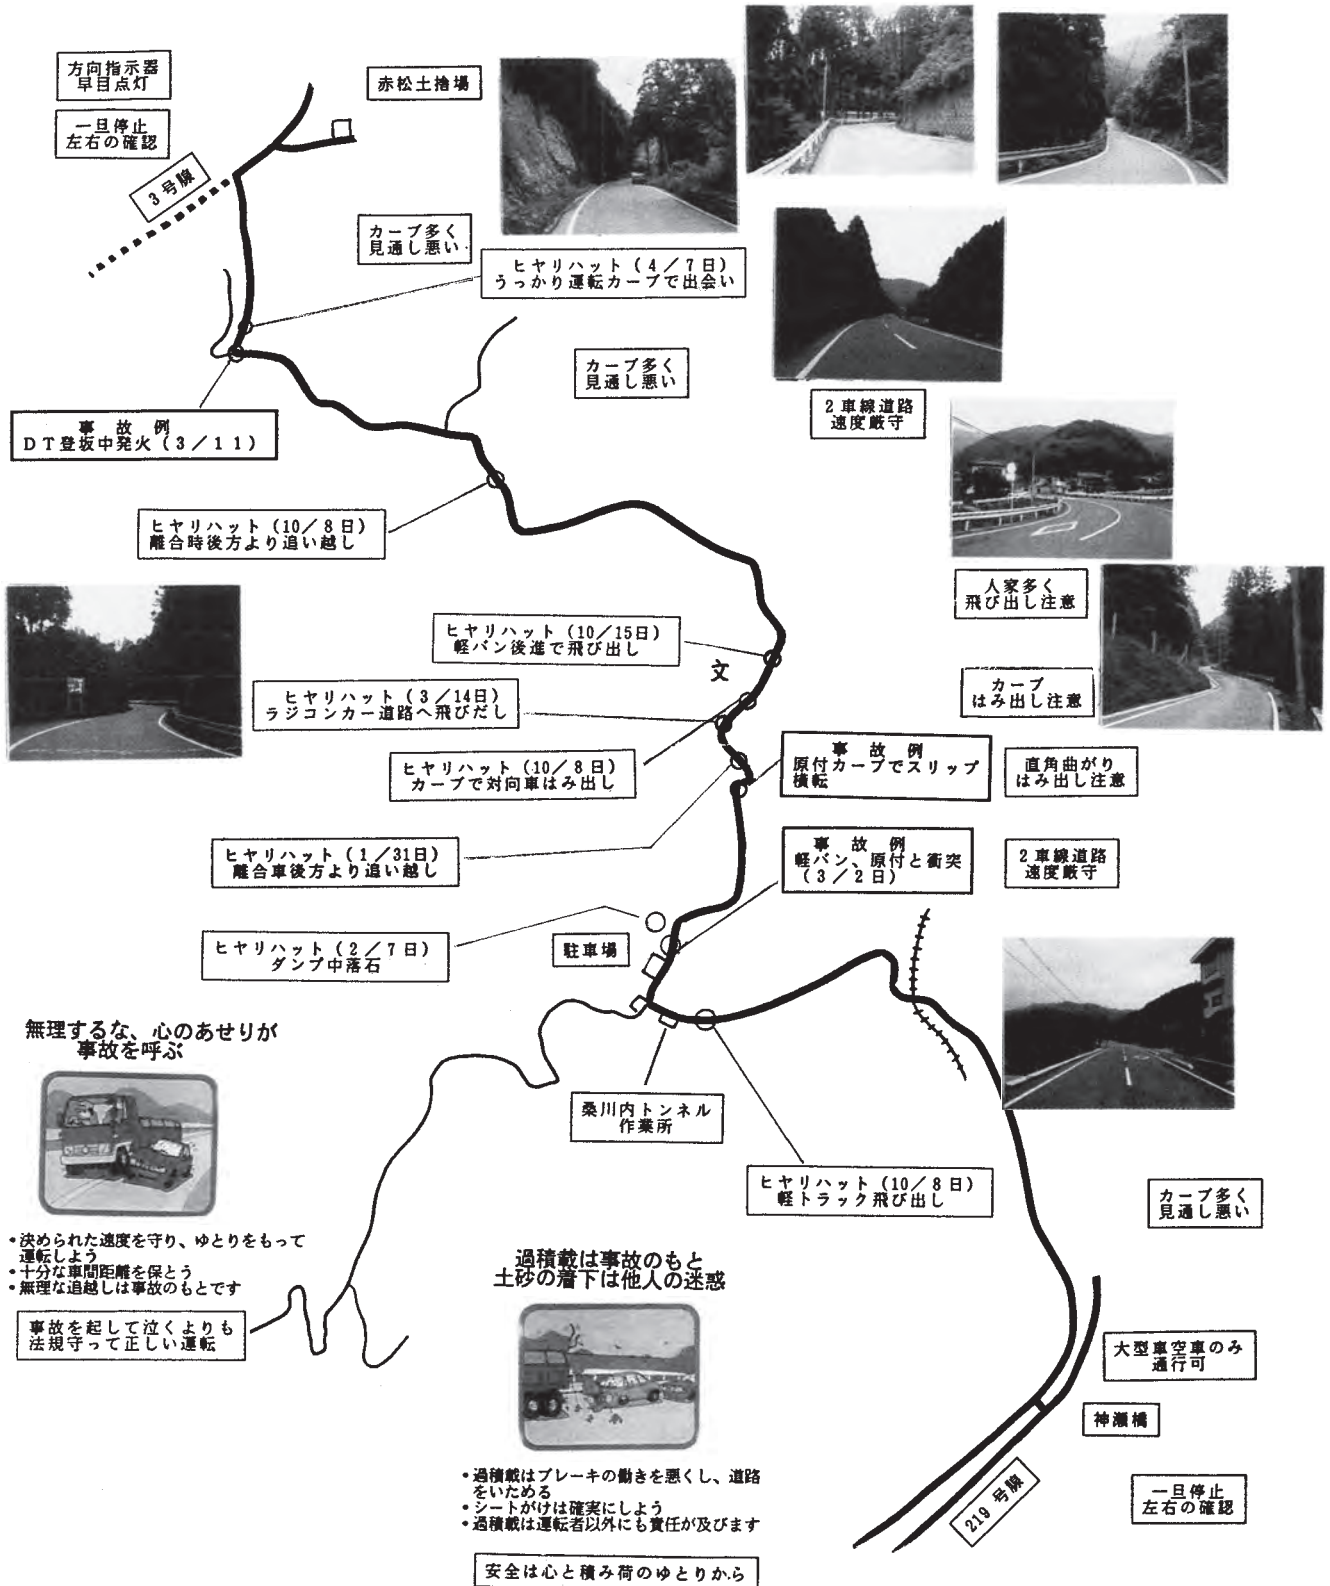 方向指示器
早目点灯
一旦停止
左右の確認
3号線
赤松土捨場
カーブ多く
見通し悪い
ヒヤリハット(4/7日)
うっかり運転カーブで出会い
カーブ多く
見通し悪い
2車線道路
速度厳守
事故例
DT登坂中発火(3/11)
ヒヤリハット(10/8日)
離合時後方より追い越し
人家多く
飛び出し注意
ヒヤリハット(10/15日)
軽バン後進で飛び出し
文
ヒヤリハット(3/14日)
ラジコンカー道路へ飛びだし
カーブ
はみ出し注意
ヒヤリハット(10/8日)
カーブで対向車はみ出し
事故例
原付カーブでスリップ
横転
直角曲がり
はみ出し注意
ヒヤリハット(1/31日)
離合車後方より追い越し
事故例
軽バン、原付と衝突
(3/2日)
2車線道路
速度厳守
ヒヤリハット(2/7日)
ダンプ中落石
駐車場
無理するな、心のあせりが
事故を呼ぶ
・決められた速度を守り、ゆとりをもって
運転しよう
・十分な車間距離を保とう
・無理な追越しは事故のもとです
事故を起して泣くよりも
法規守って正しい運転
桑川内トンネル
作業所
ヒヤリハット(10/8日)
軽トラック飛び出し
カーブ多く
見通し悪い
過積載は事故のもと
土砂の落下は他人の迷惑
・過積載はブレーキの働きを悪くし、道路
をいためる
・シートがけは確実にしよう
・過積載は運転者以外にも責任が及びます
安全は心と積み荷のゆとりから
大型車空車のみ
通行可
神瀬橋
219号線
一旦停止
左右の確認